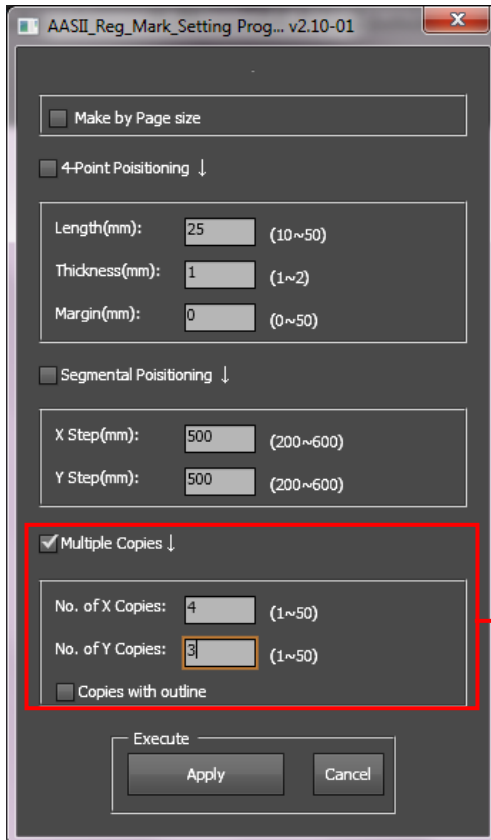 AASII_Reg_Mark_Setting Prog... v2.10-01
Make by Page size
4-Point Poisitioning ↓
Length(mm): 25 (10~50)
Thickness(mm): 1 (1~2)
Margin(mm): 0 (0~50)
Segmental Poisitioning ↓
X Step(mm): 500 (200~600)
Y Step(mm): 500 (200~600)
Multiple Copies ↓
No. of X Copies: 4 (1~50)
No. of Y Copies: 3 (1~50)
Copies with outline
Execute
Apply Cancel